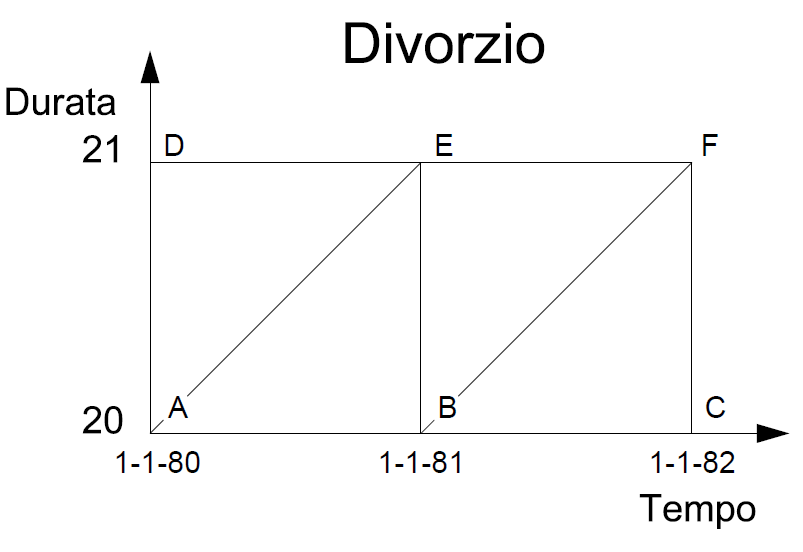 Divorzio
Durata
21
D
E
F
20
A
B
C
1-1-80
1-1-81
1-1-82
Tempo